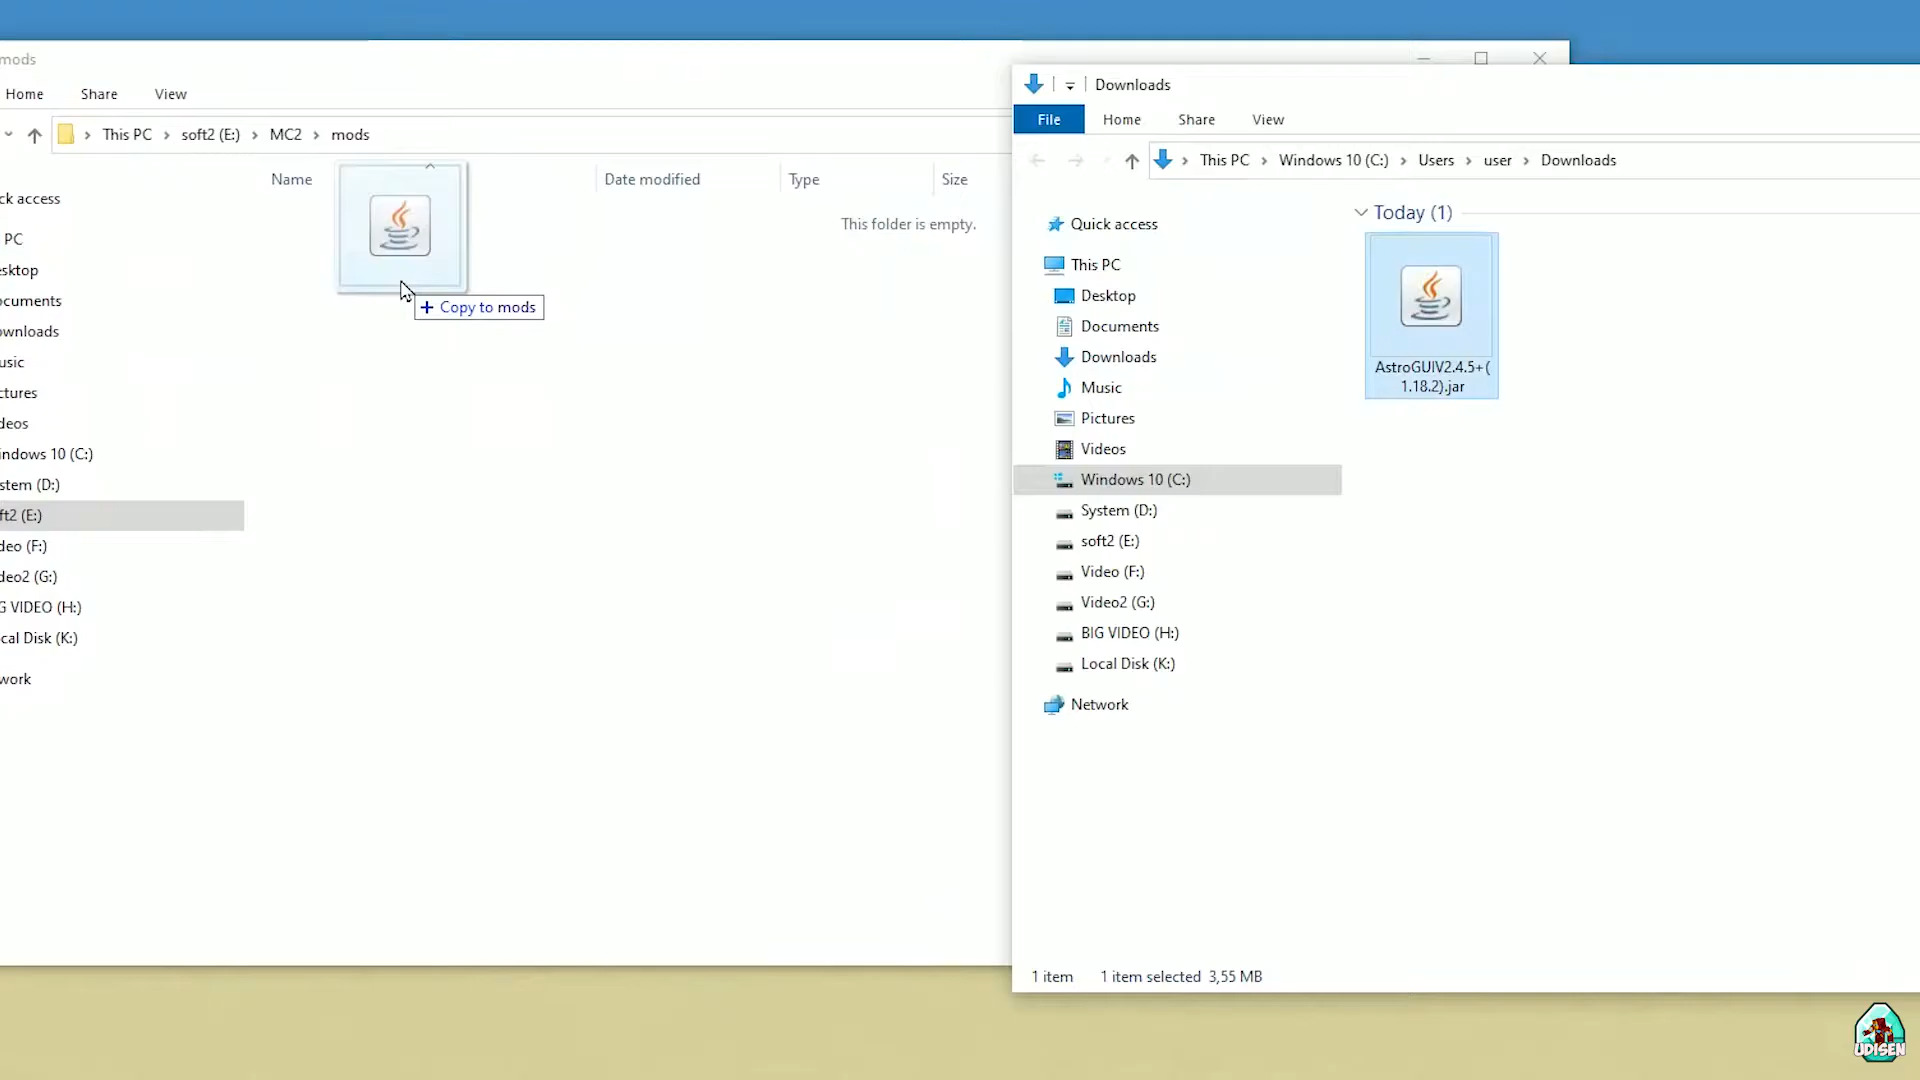 mods
Home Share View
This PC soft2 (E:) MC2 mods
Name Date modified Type Size
This folder is empty.
Copy to mods
ck access
PC
esktop
ocuments
ownloads
usic
ctures
deos
indows 10 (C:)
stem (D:)
ft2 (E:)
deo (F:)
deo2 (G:)
G VIDEO (H:)
cal Disk (K:)
work
Downloads
File Home Share View
This PC Windows 10 (C:) Users user Downloads
Quick access
This PC
Desktop
Documents
Downloads
Music
Pictures
Videos
Windows 10 (C:)
System (D:)
soft2 (E:)
Video (F:)
Video2 (G:)
BIG VIDEO (H:)
Local Disk (K:)
Network
Today (1)
AstroGUIV2.4.5+(
1.18.2).jar
1 item 1 item selected 3,55 MB
UDISEN